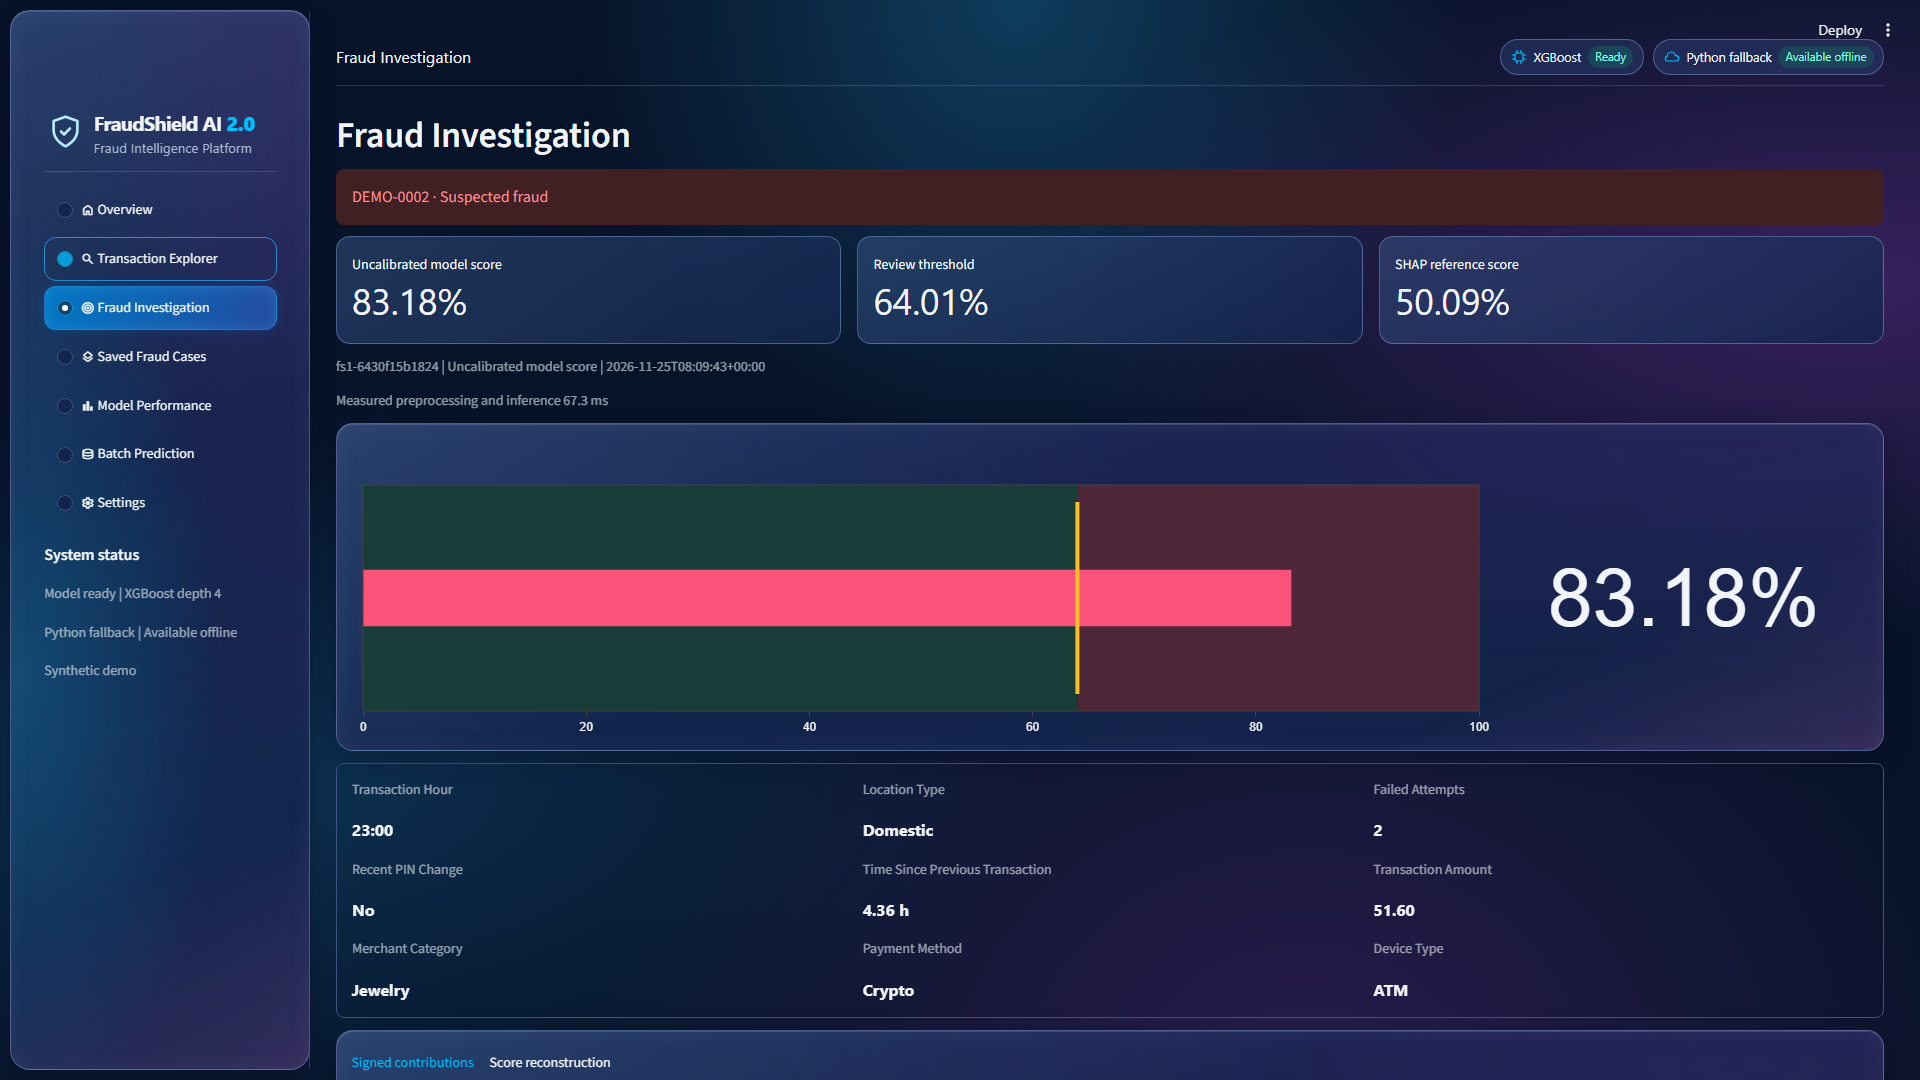 Deploy
Fraud Investigation
XGBoost Ready
Python fallback Available offline
FraudShield AI 2.0
Fraud Intelligence Platform
Overview
Transaction Explorer
Fraud Investigation
Saved Fraud Cases
Model Performance
Batch Prediction
Settings
System status
Model ready | XGBoost depth 4
Python fallback | Available offline
Synthetic demo
Fraud Investigation
DEMO-0002 · Suspected fraud
Uncalibrated model score
83.18%
Review threshold
64.01%
SHAP reference score
50.09%
fs1-6430f15b1824 | Uncalibrated model score | 2026-11-25T08:09:43+00:00
Measured preprocessing and inference 67.3 ms
83.18%
0 20 40 60 80 100
Transaction Hour
23:00
Location Type
Domestic
Failed Attempts
2
Recent PIN Change
No
Time Since Previous Transaction
4.36 h
Transaction Amount
51.60
Merchant Category
Jewelry
Payment Method
Crypto
Device Type
ATM
Signed contributions
Score reconstruction